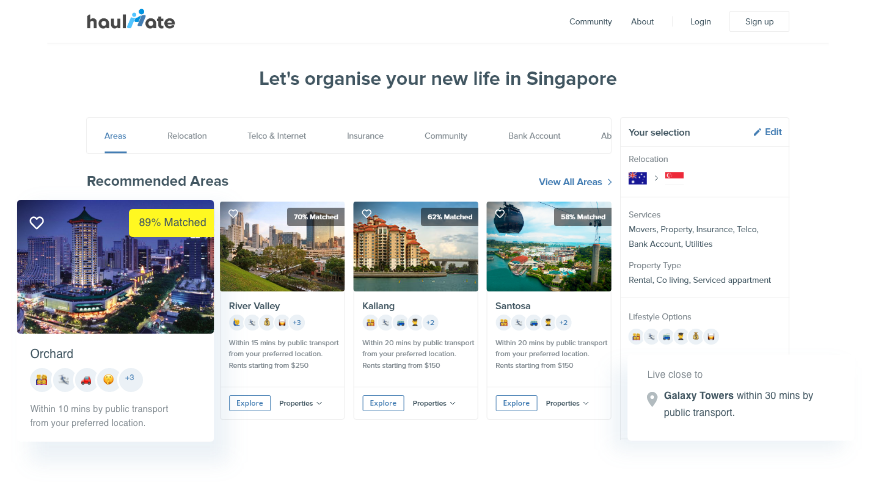 haulmate
Community About Login Sign up
Let's organise your new life in Singapore
Areas Relocation Telco & Internet Insurance Community Bank Account Ab
Your selection Edit
Relocation
Recommended Areas View All Areas
89% Matched
70% Matched
62% Matched
58% Matched
Services
Movers, Property, Insurance, Telco,
Bank Account, Utilities
Property Type
Rental, Co living, Serviced appartment
Lifestyle Options
Orchard
+3
Within 10 mins by public transport
from your preferred location.
River Valley
+3
Within 15 mins by public transport
from your preferred location.
Rents starting from $250
Explore Properties
Kallang
+2
Within 20 mins by public transport
from your preferred location.
Rents starting from $150
Explore Properties
Santosa
+2
Within 20 mins by public transport
from your preferred location.
Rents starting from $150
Explore Properties
Live close to
Galaxy Towers within 30 mins by
public transport.